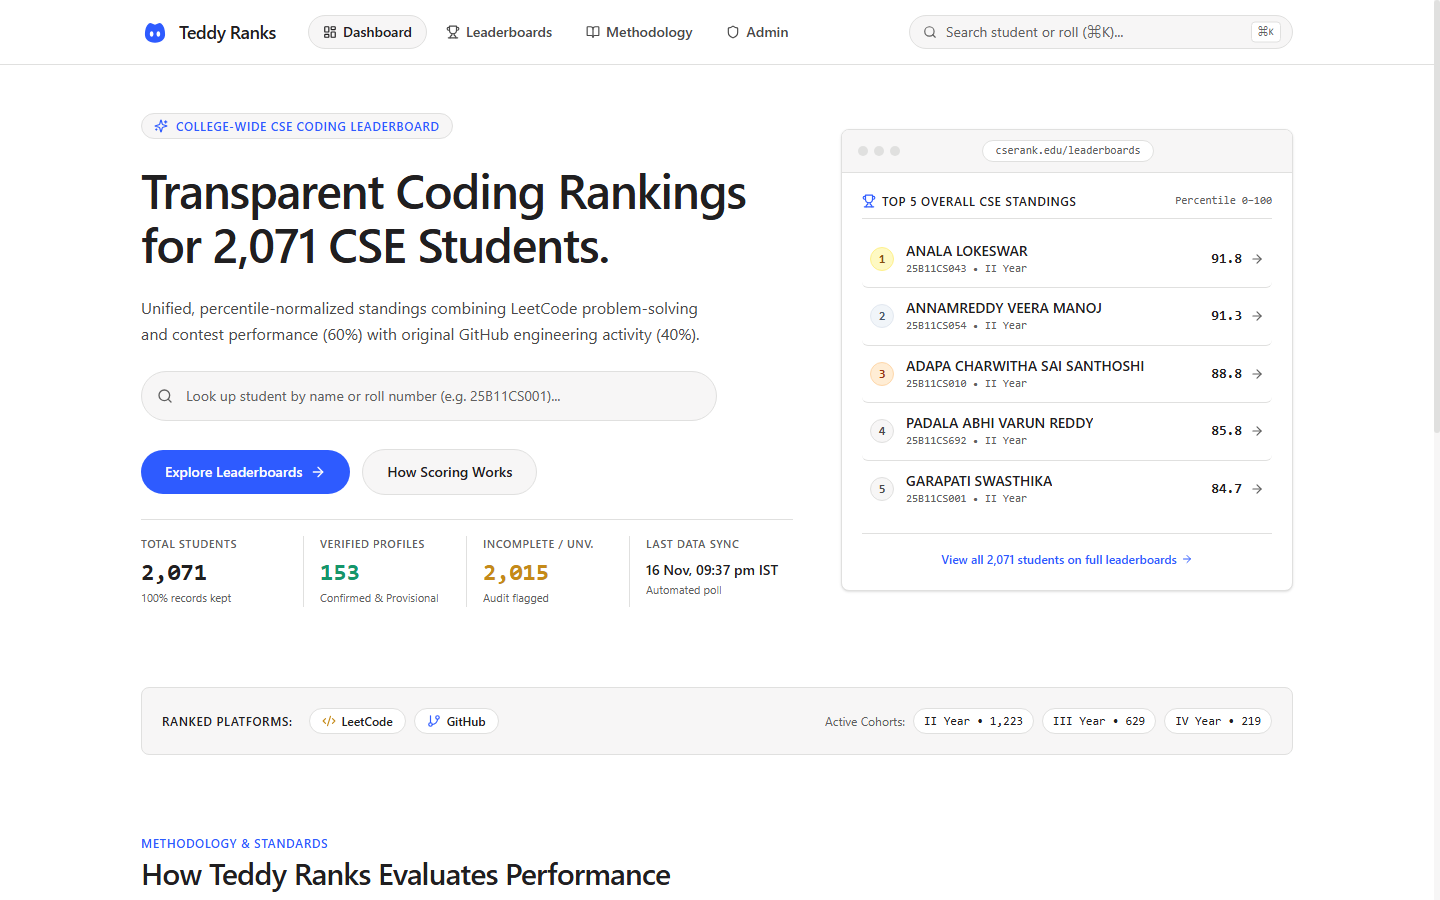 Teddy Ranks
Dashboard
Leaderboards
Methodology
Admin
Search student or roll (⌘K)...
⌘K
COLLEGE-WIDE CSE CODING LEADERBOARD
Transparent Coding Rankings
for 2,071 CSE Students.
Unified, percentile-normalized standings combining LeetCode problem-solving
and contest performance (60%) with original GitHub engineering activity (40%).
Look up student by name or roll number (e.g. 25B11CS001)...
Explore Leaderboards →
How Scoring Works
TOTAL STUDENTS
2,071
100% records kept
VERIFIED PROFILES
153
Confirmed & Provisional
INCOMPLETE / UNV.
2,015
Audit flagged
LAST DATA SYNC
16 Nov, 09:37 pm IST
Automated poll
cserank.edu/leaderboards
TOP 5 OVERALL CSE STANDINGS
Percentile 0-100
1 ANALA LOKESWAR 91.8 →
25B11CS043 • II Year
2 ANNAMREDDY VEERA MANOJ 91.3 →
25B11CS054 • II Year
3 ADAPA CHARWITHA SAI SANTHOSHI 88.8 →
25B11CS010 • II Year
4 PADALA ABHI VARUN REDDY 85.8 →
25B11CS692 • II Year
5 GARAPATI SWASTHIKA 84.7 →
25B11CS001 • II Year
View all 2,071 students on full leaderboards →
RANKED PLATFORMS:
LeetCode
GitHub
Active Cohorts:
II Year • 1,223
III Year • 629
IV Year • 219
METHODOLOGY & STANDARDS
How Teddy Ranks Evaluates Performance